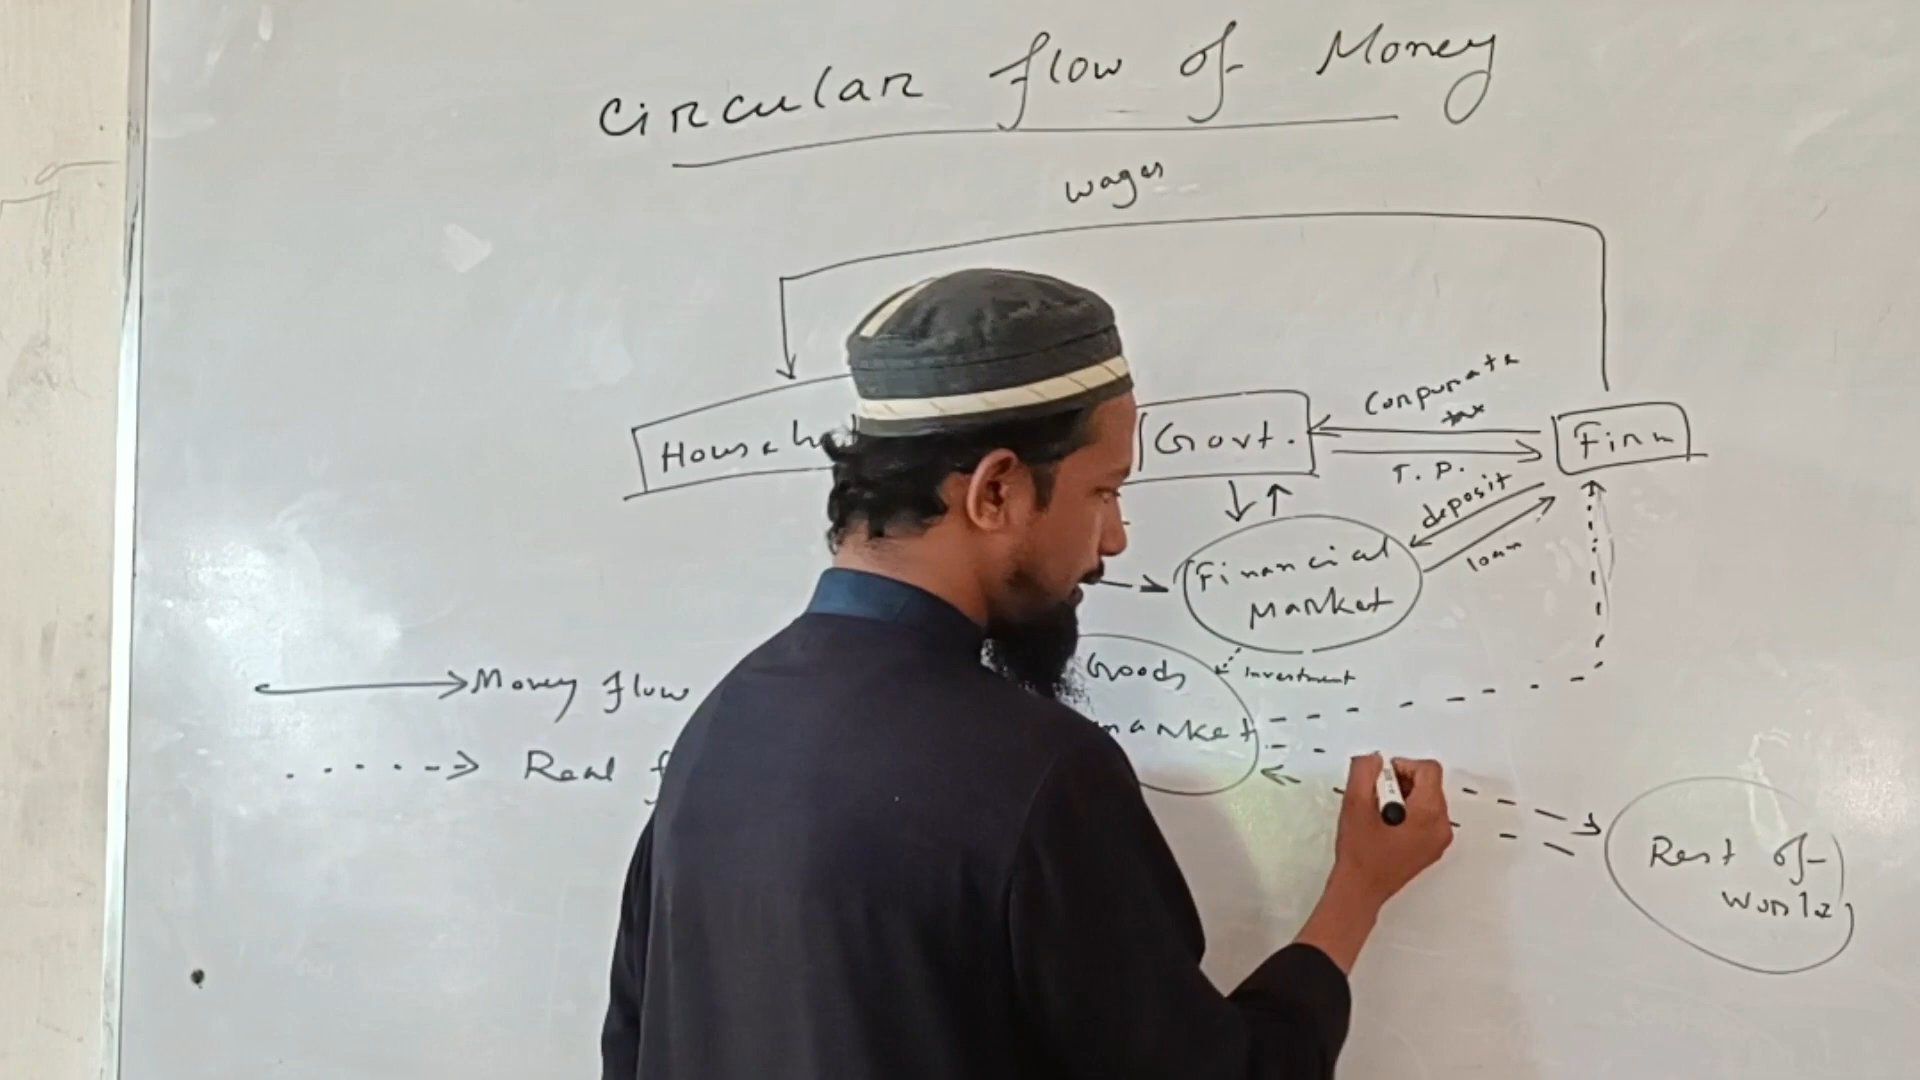 Circular flow of Money
wages
Corporate
tax
Househ
Govt.
Firm
T. P.
deposit
loan
Financial
Market
Goods
market
investment
Money flow
Real f
Rest of
World